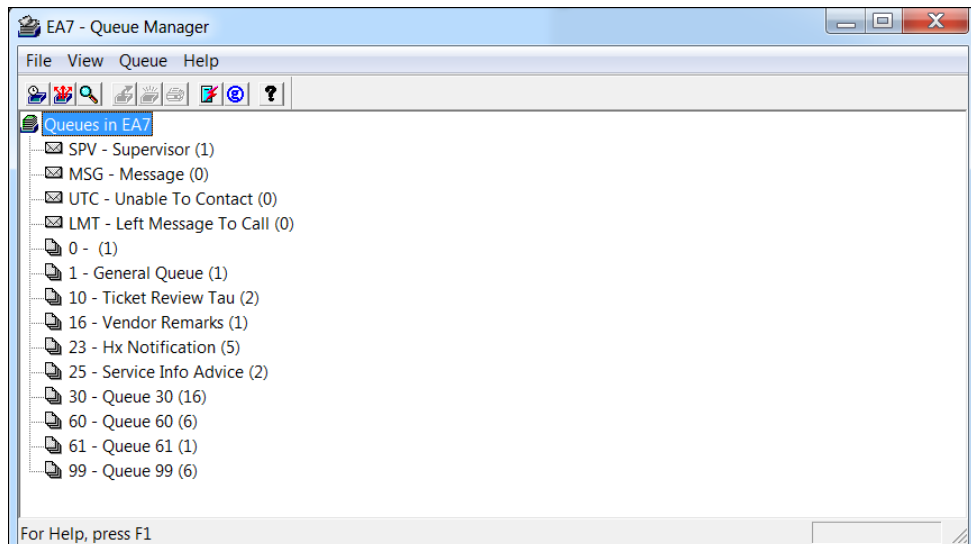 EA7 - Queue Manager
File View Queue Help
Queues in EA7
SPV - Supervisor (1)
MSG - Message (0)
UTC - Unable To Contact (0)
LMT - Left Message To Call (0)
0 - (1)
1 - General Queue (1)
10 - Ticket Review Tau (2)
16 - Vendor Remarks (1)
23 - Hx Notification (5)
25 - Service Info Advice (2)
30 - Queue 30 (16)
60 - Queue 60 (6)
61 - Queue 61 (1)
99 - Queue 99 (6)
For Help, press F1